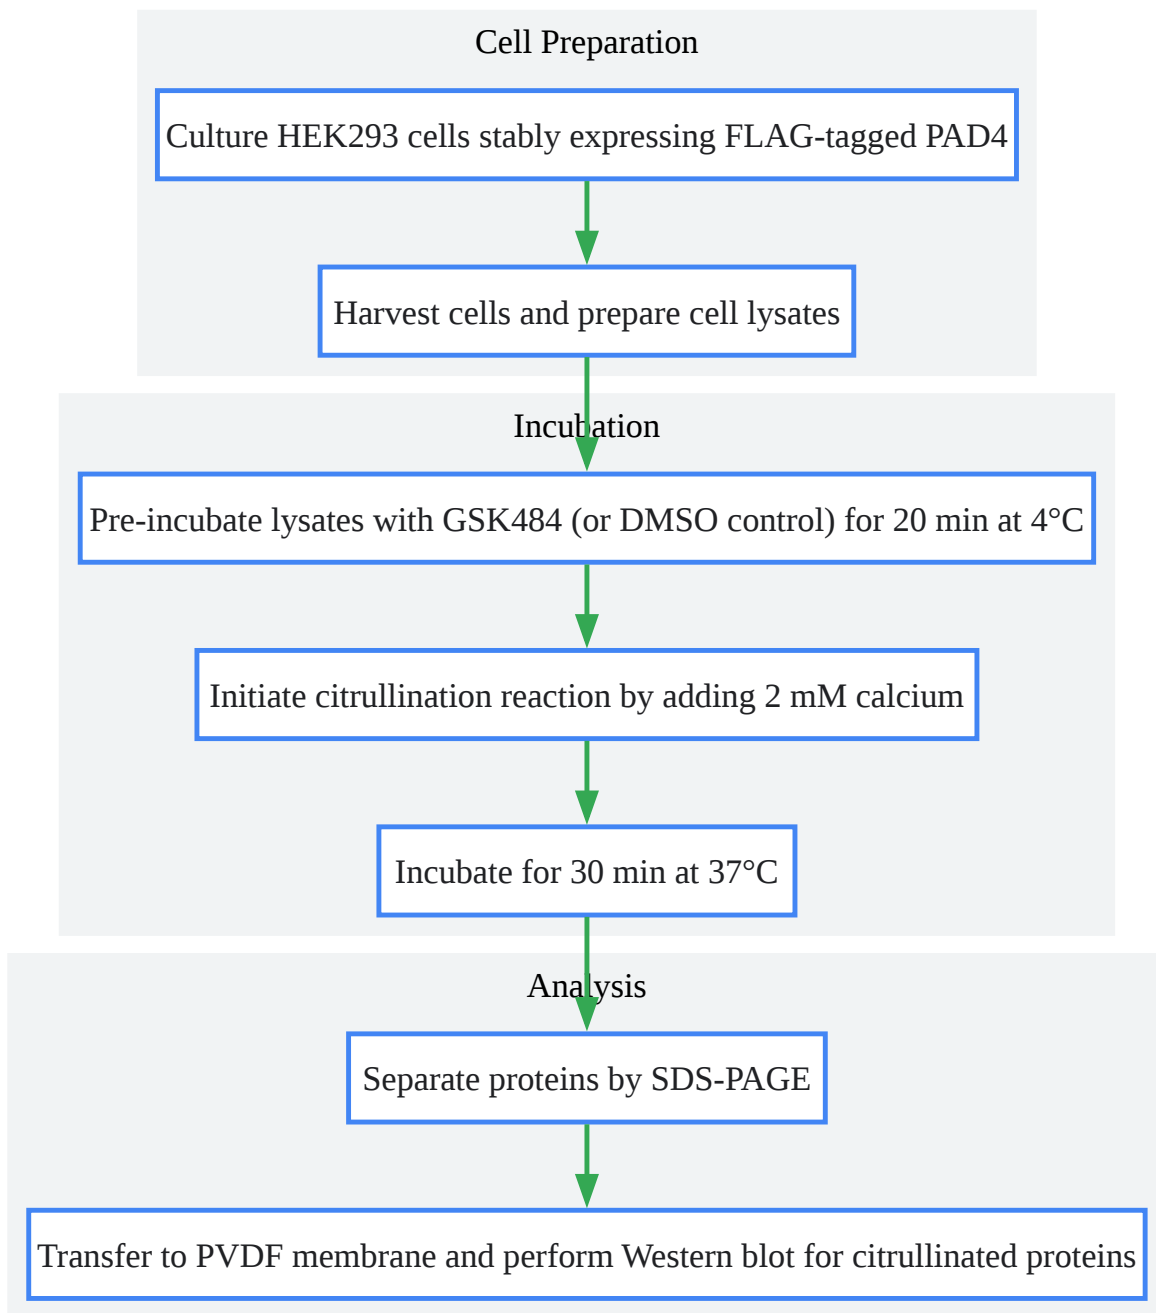 Cell Preparation
Culture HEK293 cells stably expressing FLAG-tagged PAD4
Harvest cells and prepare cell lysates
Incubation
Pre-incubate lysates with GSK484 (or DMSO control) for 20 min at 4°C
Initiate citrullination reaction by adding 2 mM calcium
Incubate for 30 min at 37°C
Analysis
Separate proteins by SDS-PAGE
Transfer to PVDF membrane and perform Western blot for citrullinated proteins